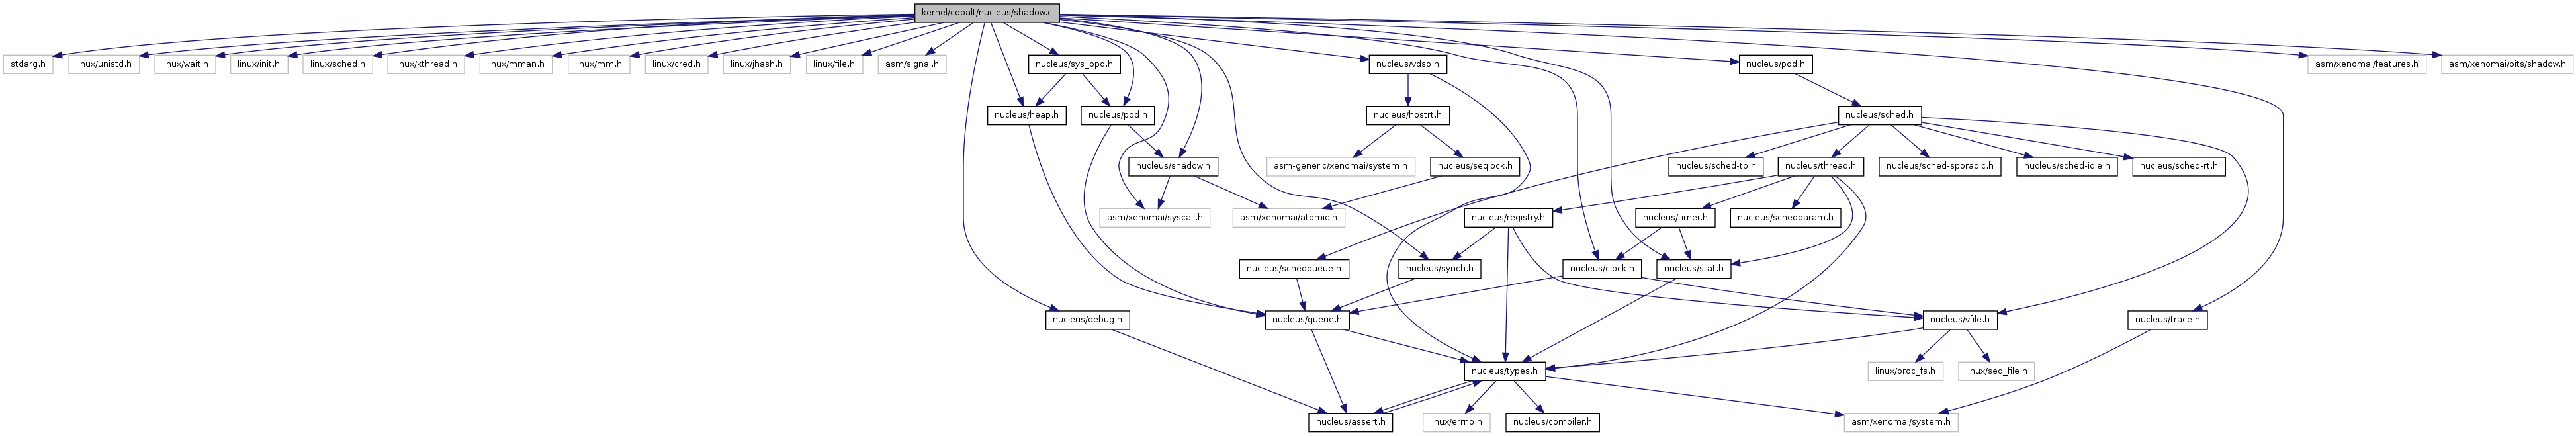 kernel/cobalt/nucleus/shadow.c
stdarg.h
linux/unistd.h
linux/wait.h
linux/init.h
linux/sched.h
linux/kthread.h
linux/mman.h
linux/mm.h
linux/cred.h
linux/jhash.h
linux/file.h
asm/signal.h
nucleus/sys_ppd.h
nucleus/vdso.h
nucleus/pod.h
asm/xenomai/features.h
asm/xenomai/bits/shadow.h
nucleus/heap.h
nucleus/ppd.h
nucleus/hostrt.h
nucleus/sched.h
nucleus/shadow.h
asm-generic/xenomai/system.h
nucleus/seqlock.h
nucleus/sched-tp.h
nucleus/thread.h
nucleus/sched-sporadic.h
nucleus/sched-idle.h
nucleus/sched-rt.h
asm/xenomai/syscall.h
asm/xenomai/atomic.h
nucleus/registry.h
nucleus/timer.h
nucleus/schedparam.h
nucleus/schedqueue.h
nucleus/synch.h
nucleus/clock.h
nucleus/stat.h
nucleus/debug.h
nucleus/queue.h
nucleus/vfile.h
nucleus/trace.h
nucleus/types.h
linux/proc_fs.h
linux/seq_file.h
nucleus/assert.h
linux/errno.h
nucleus/compiler.h
asm/xenomai/system.h